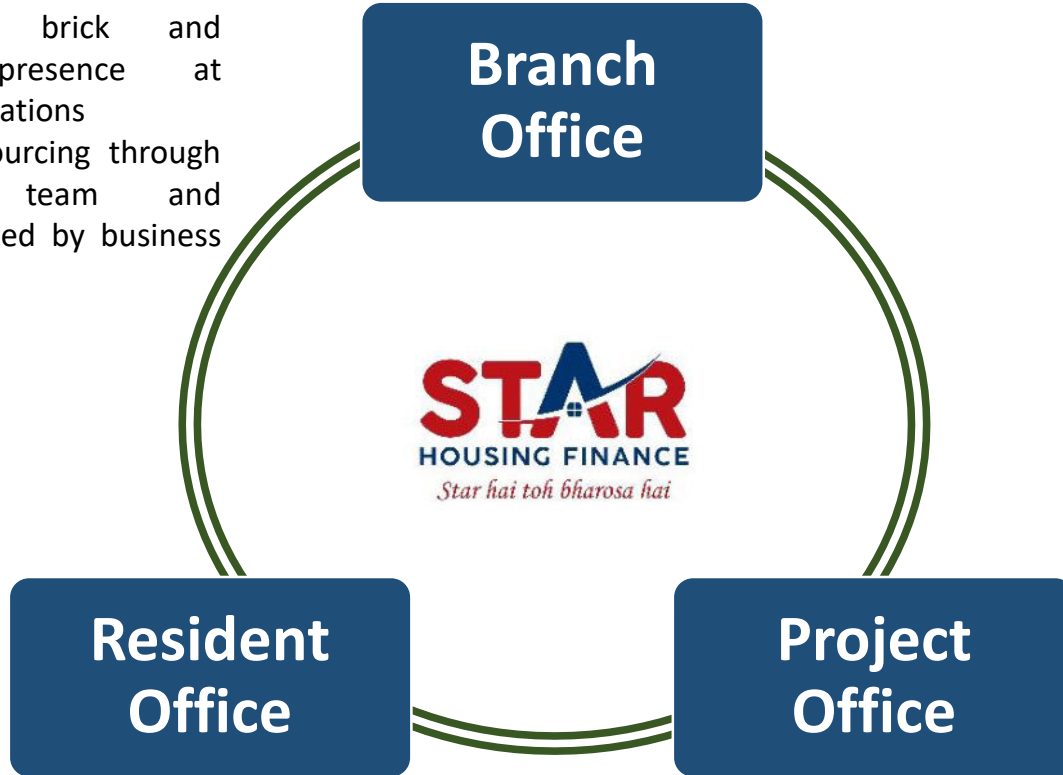 brick and
presence at
ations
ourcing through
team and
ed by business
Branch
Office
STAR
HOUSING FINANCE
Star hai toh bharosa hai
Resident
Office
Project
Office